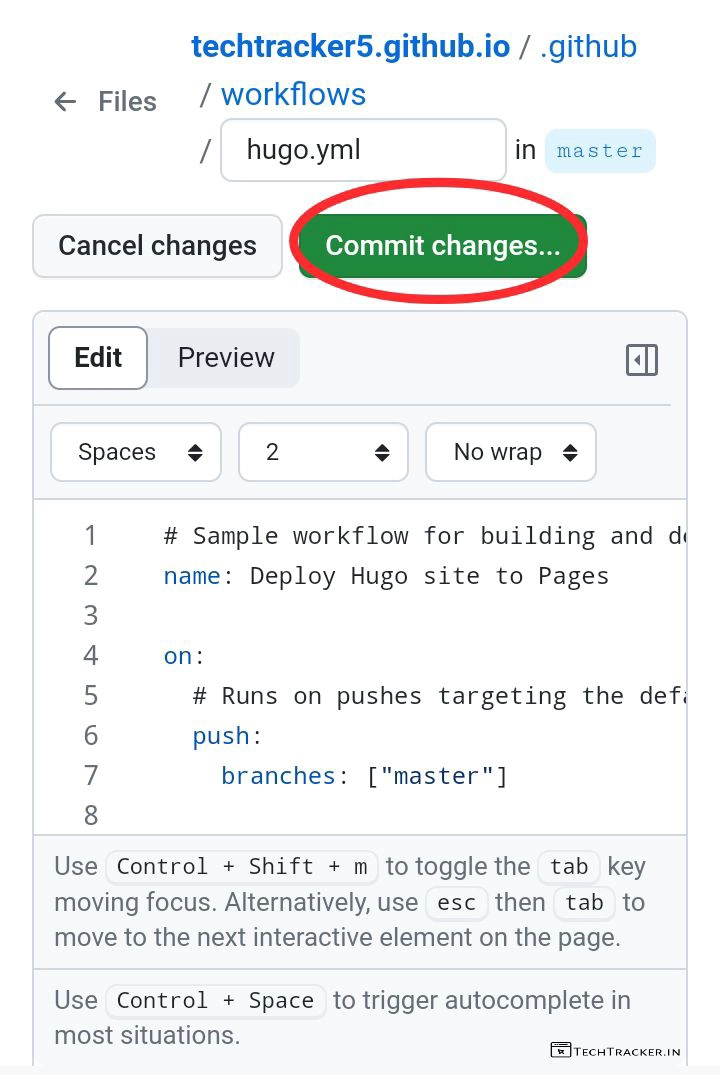 techtracker5.github.io / .github
← Files / workflows
/ hugo.yml in master
Cancel changes Commit changes...
Edit Preview
Spaces 2 No wrap
1 # Sample workflow for building and de
2 name: Deploy Hugo site to Pages
3
4 on:
5 # Runs on pushes targeting the defa
6 push:
7 branches: ["master"]
8
Use Control + Shift + m to toggle the tab key
moving focus. Alternatively, use esc then tab to
move to the next interactive element on the page.
Use Control + Space to trigger autocomplete in
most situations.
TECHTRACKER.IN